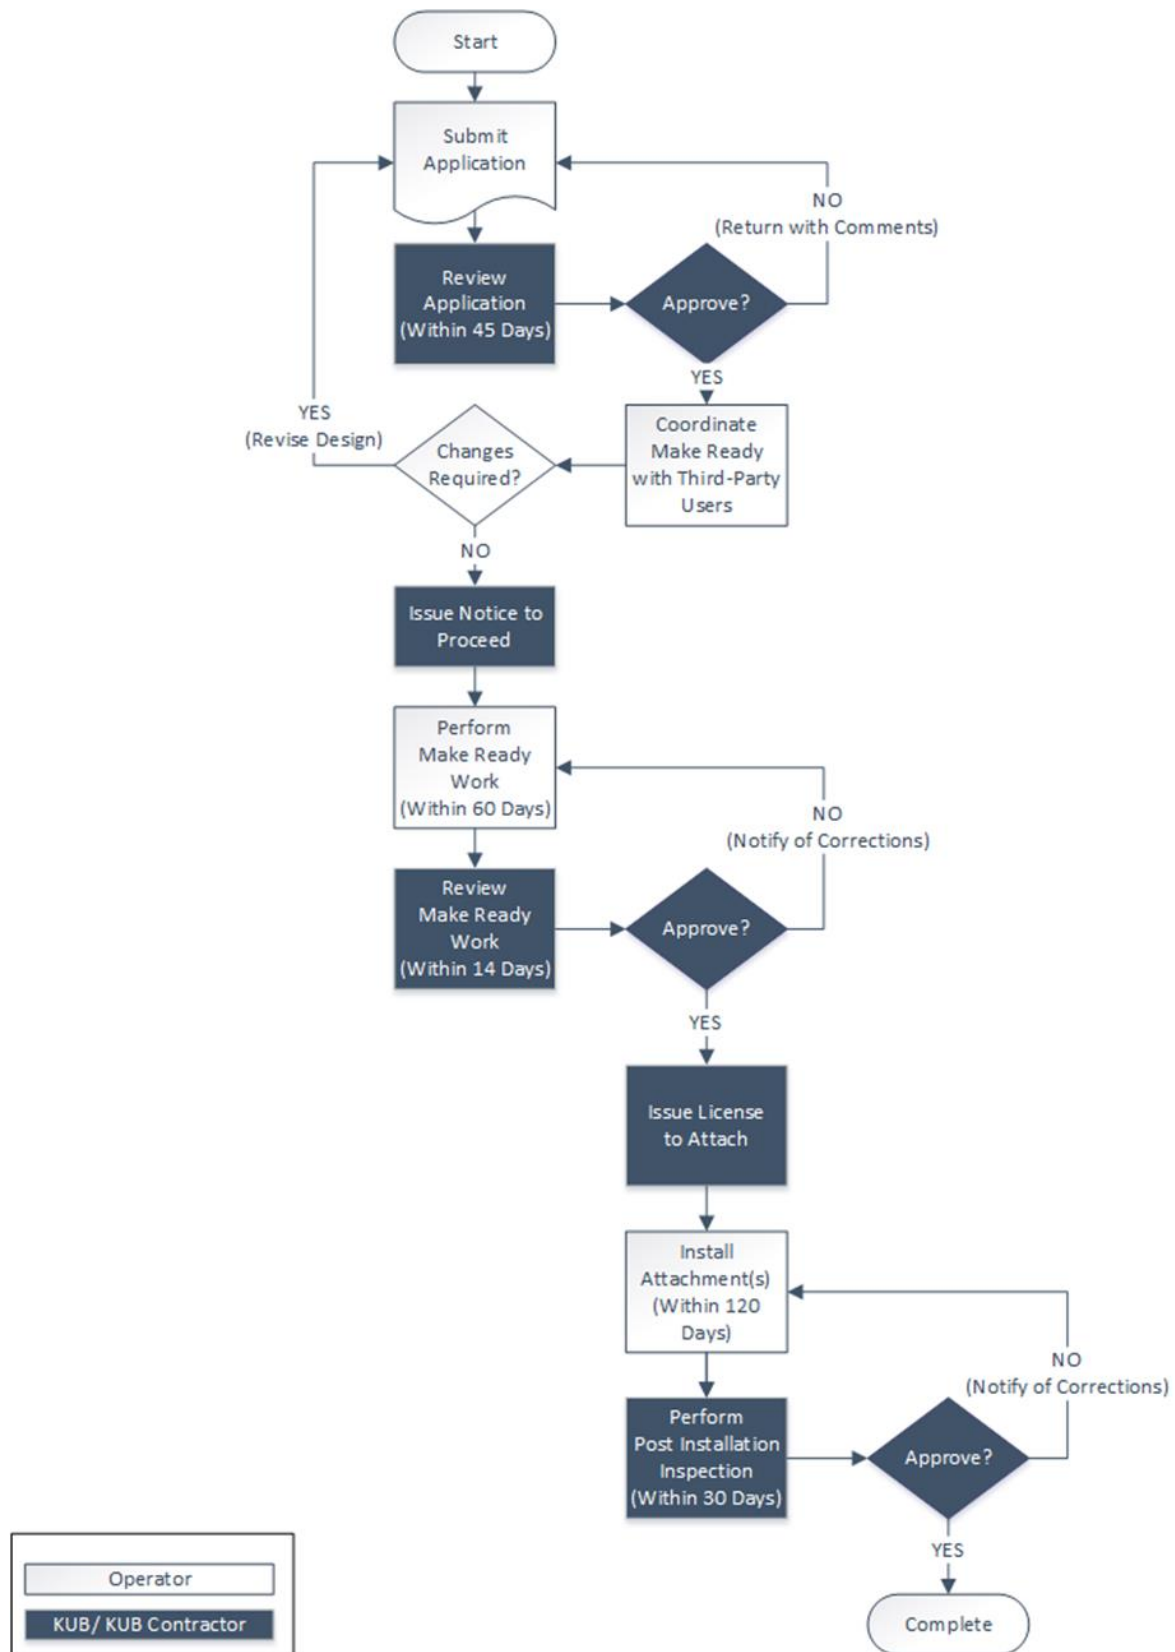 Start
Submit
Application
NO
(Return with Comments)
Review
Application
(Within 45 Days)
Approve?
YES
YES
(Revise Design)
Changes
Required?
Coordinate
Make Ready
with Third-Party
Users
NO
Issue Notice to
Proceed
Perform
Make Ready
Work
(Within 60 Days)
NO
(Notify of Corrections)
Review
Make Ready
Work
(Within 14 Days)
Approve?
YES
Issue License
to Attach
Install
Attachment(s)
(Within 120
Days)
NO
(Notify of Corrections)
Perform
Post Installation
Inspection
(Within 30 Days)
Approve?
YES
Complete
Operator
KUB/ KUB Contractor